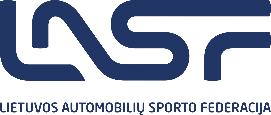 LASF
LIETUVOS AUTOMOBILIŲ SPORTO FEDERACIJA